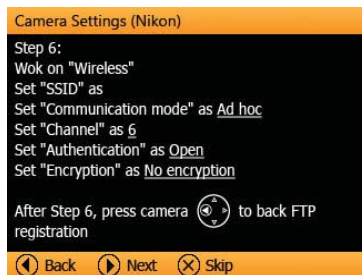 Camera Settings (Nikon)
Step 6:
Wok on "Wireless"
Set "SSID" as
Set "Communication mode" as Ad hoc
Set "Channel" as 6
Set "Authentication" as Open
Set "Encryption" as No encryption
After Step 6, press camera to back FTP
registration
Back Next Skip